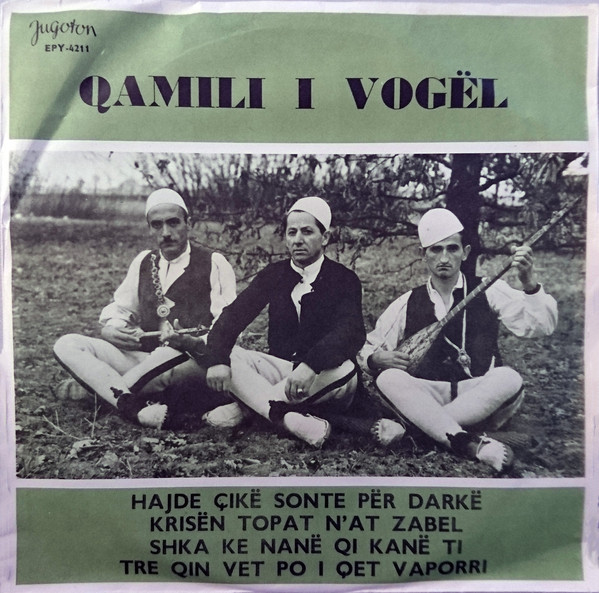 Jugoton
EPY-4211
QAMILI I VOGËL
HAJDE ÇIKË SONTE PËR DARKË
KRISËN TOPAT N'AT ZABEL
SHKA KE NANË QI KANË TI
TRE QIN VET PO I QET VAPORRI